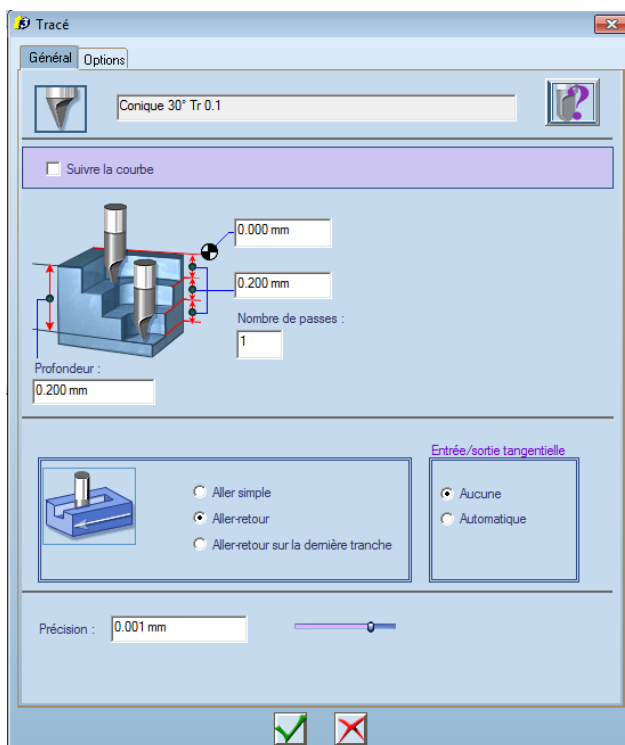 Tracé
Général Options
Conique 30° Tr 0.1
Suivre la courbe
0.000 mm
0.200 mm
Nombre de passes :
1
Profondeur :
0.200 mm
Entrée/sortie tangentielle
Aller simple
Aller-retour
Aller-retour sur la dernière tranche
Aucune
Automatique
Précision : 0.001 mm